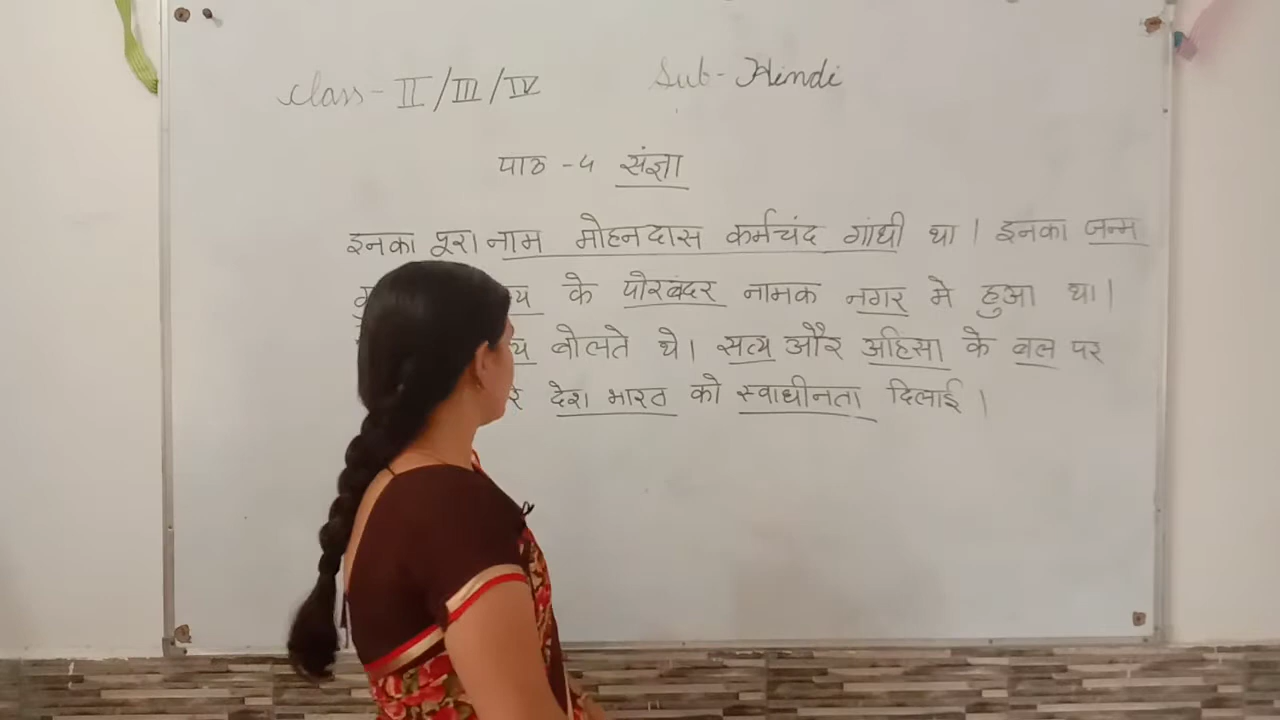 Class - II / III / IV Sub - Hindi
पाठ - 4 संज्ञा
इनका पूरा नाम मोहनदास कर्मचंद गांधी था। इनका जन्म
के पोरबंदर नामक नगर मे हुआ था।
बोलते थे। सत्य और अहिंसा के बल पर
देश भारत को स्वाधीनता दिलाई।